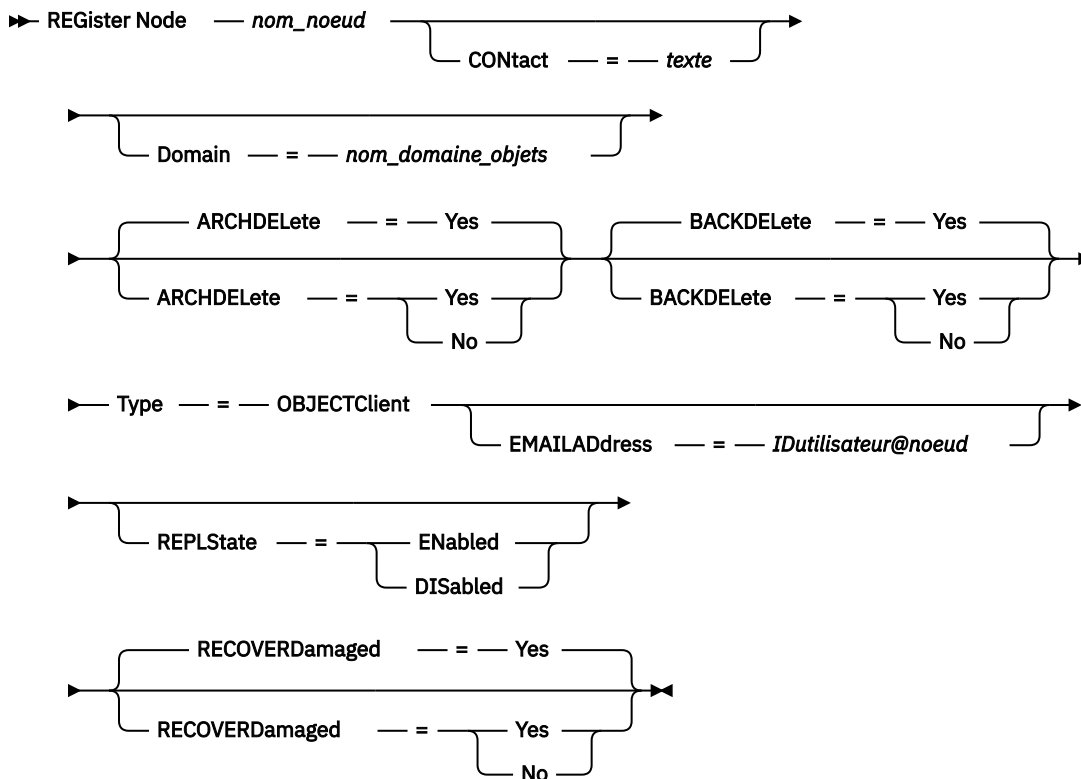 REGister Node — nom_noeud
CONtact — = — texte
Domain — = — nom_domaine_objets
ARCHDELete — = — Yes BACKDELete — = — Yes
ARCHDELete — = — Yes BACKDELete — = — Yes
No No
Type — = — OBJECTClient
EMAILADdress — = — IDutilisateur@noeud
REPLState — = — ENabled
DISabled
RECOVERDamaged — = — Yes
RECOVERDamaged — = — Yes
No